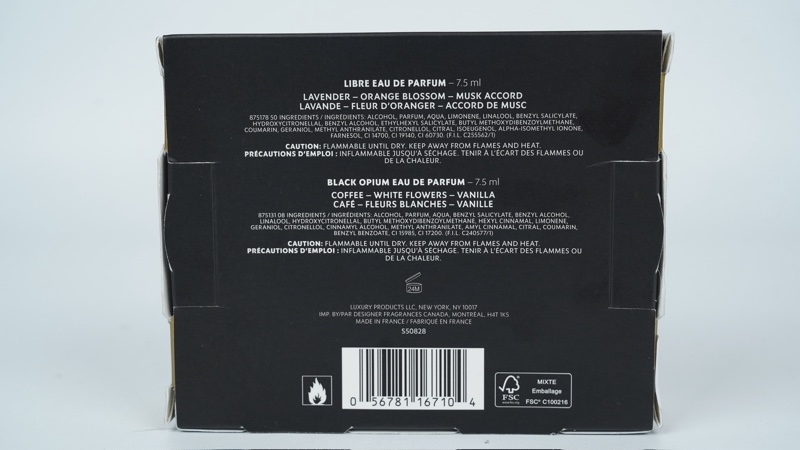 LIBRE EAU DE PARFUM – 7.5 ml
LAVENDER – ORANGE BLOSSOM – MUSK ACCORD
LAVANDE – FLEUR D'ORANGER – ACCORD DE MUSC
875178 50 INGREDIENTS / INGRÉDIENTS: ALCOHOL, PARFUM, AQUA, LIMONENE, LINALOOL, BENZYL SALICYLATE,
HYDROXYCITRONELLAL, BENZYL ALCOHOL, ETHYLHEXYL SALICYLATE, BUTYL METHOXYDIBENZOYLMETHANE,
COUMARIN, GERANIOL, METHYL ANTHRANILATE, CITRONELLOL, CITRAL, ISOEUGENOL, ALPHA-ISOMETHYL IONONE,
FARNESOL, CI 14700, CI 19140, CI 60730. (F.I.L. C255562/1)
CAUTION: FLAMMABLE UNTIL DRY. KEEP AWAY FROM FLAMES AND HEAT.
PRÉCAUTIONS D'EMPLOI : INFLAMMABLE JUSQU'À SÉCHAGE. TENIR À L'ÉCART DES FLAMMES OU
DE LA CHALEUR.
BLACK OPIUM EAU DE PARFUM – 7.5 ml
COFFEE – WHITE FLOWERS – VANILLA
CAFÉ – FLEURS BLANCHES – VANILLE
875131 08 INGREDIENTS / INGRÉDIENTS: ALCOHOL, PARFUM, AQUA, BENZYL SALICYLATE, BENZYL ALCOHOL,
LINALOOL, HYDROXYCITRONELLAL, BUTYL METHOXYDIBENZOYLMETHANE, HEXYL CINNAMAL, LIMONENE,
GERANIOL, CITRONELLOL, CINNAMYL ALCOHOL, METHYL ANTHRANILATE, AMYL CINNAMAL, CITRAL, COUMARIN,
BENZYL BENZOATE, CI 15985, CI 17200. (F.I.L. C240577/1)
CAUTION: FLAMMABLE UNTIL DRY. KEEP AWAY FROM FLAMES AND HEAT.
PRÉCAUTIONS D'EMPLOI : INFLAMMABLE JUSQU'À SÉCHAGE. TENIR À L'ÉCART DES FLAMMES OU
DE LA CHALEUR.
24M
LUXURY PRODUCTS LLC, NEW YORK, NY 10017
IMP. BY/PAR DESIGNER FRAGRANCES CANADA, MONTRÉAL, H4T 1K5
MADE IN FRANCE / FABRIQUÉ EN FRANCE
S50828
0 56781 16710 4
FSC
www.fsc.org
MIXTE
Emballage
FSC® C100216